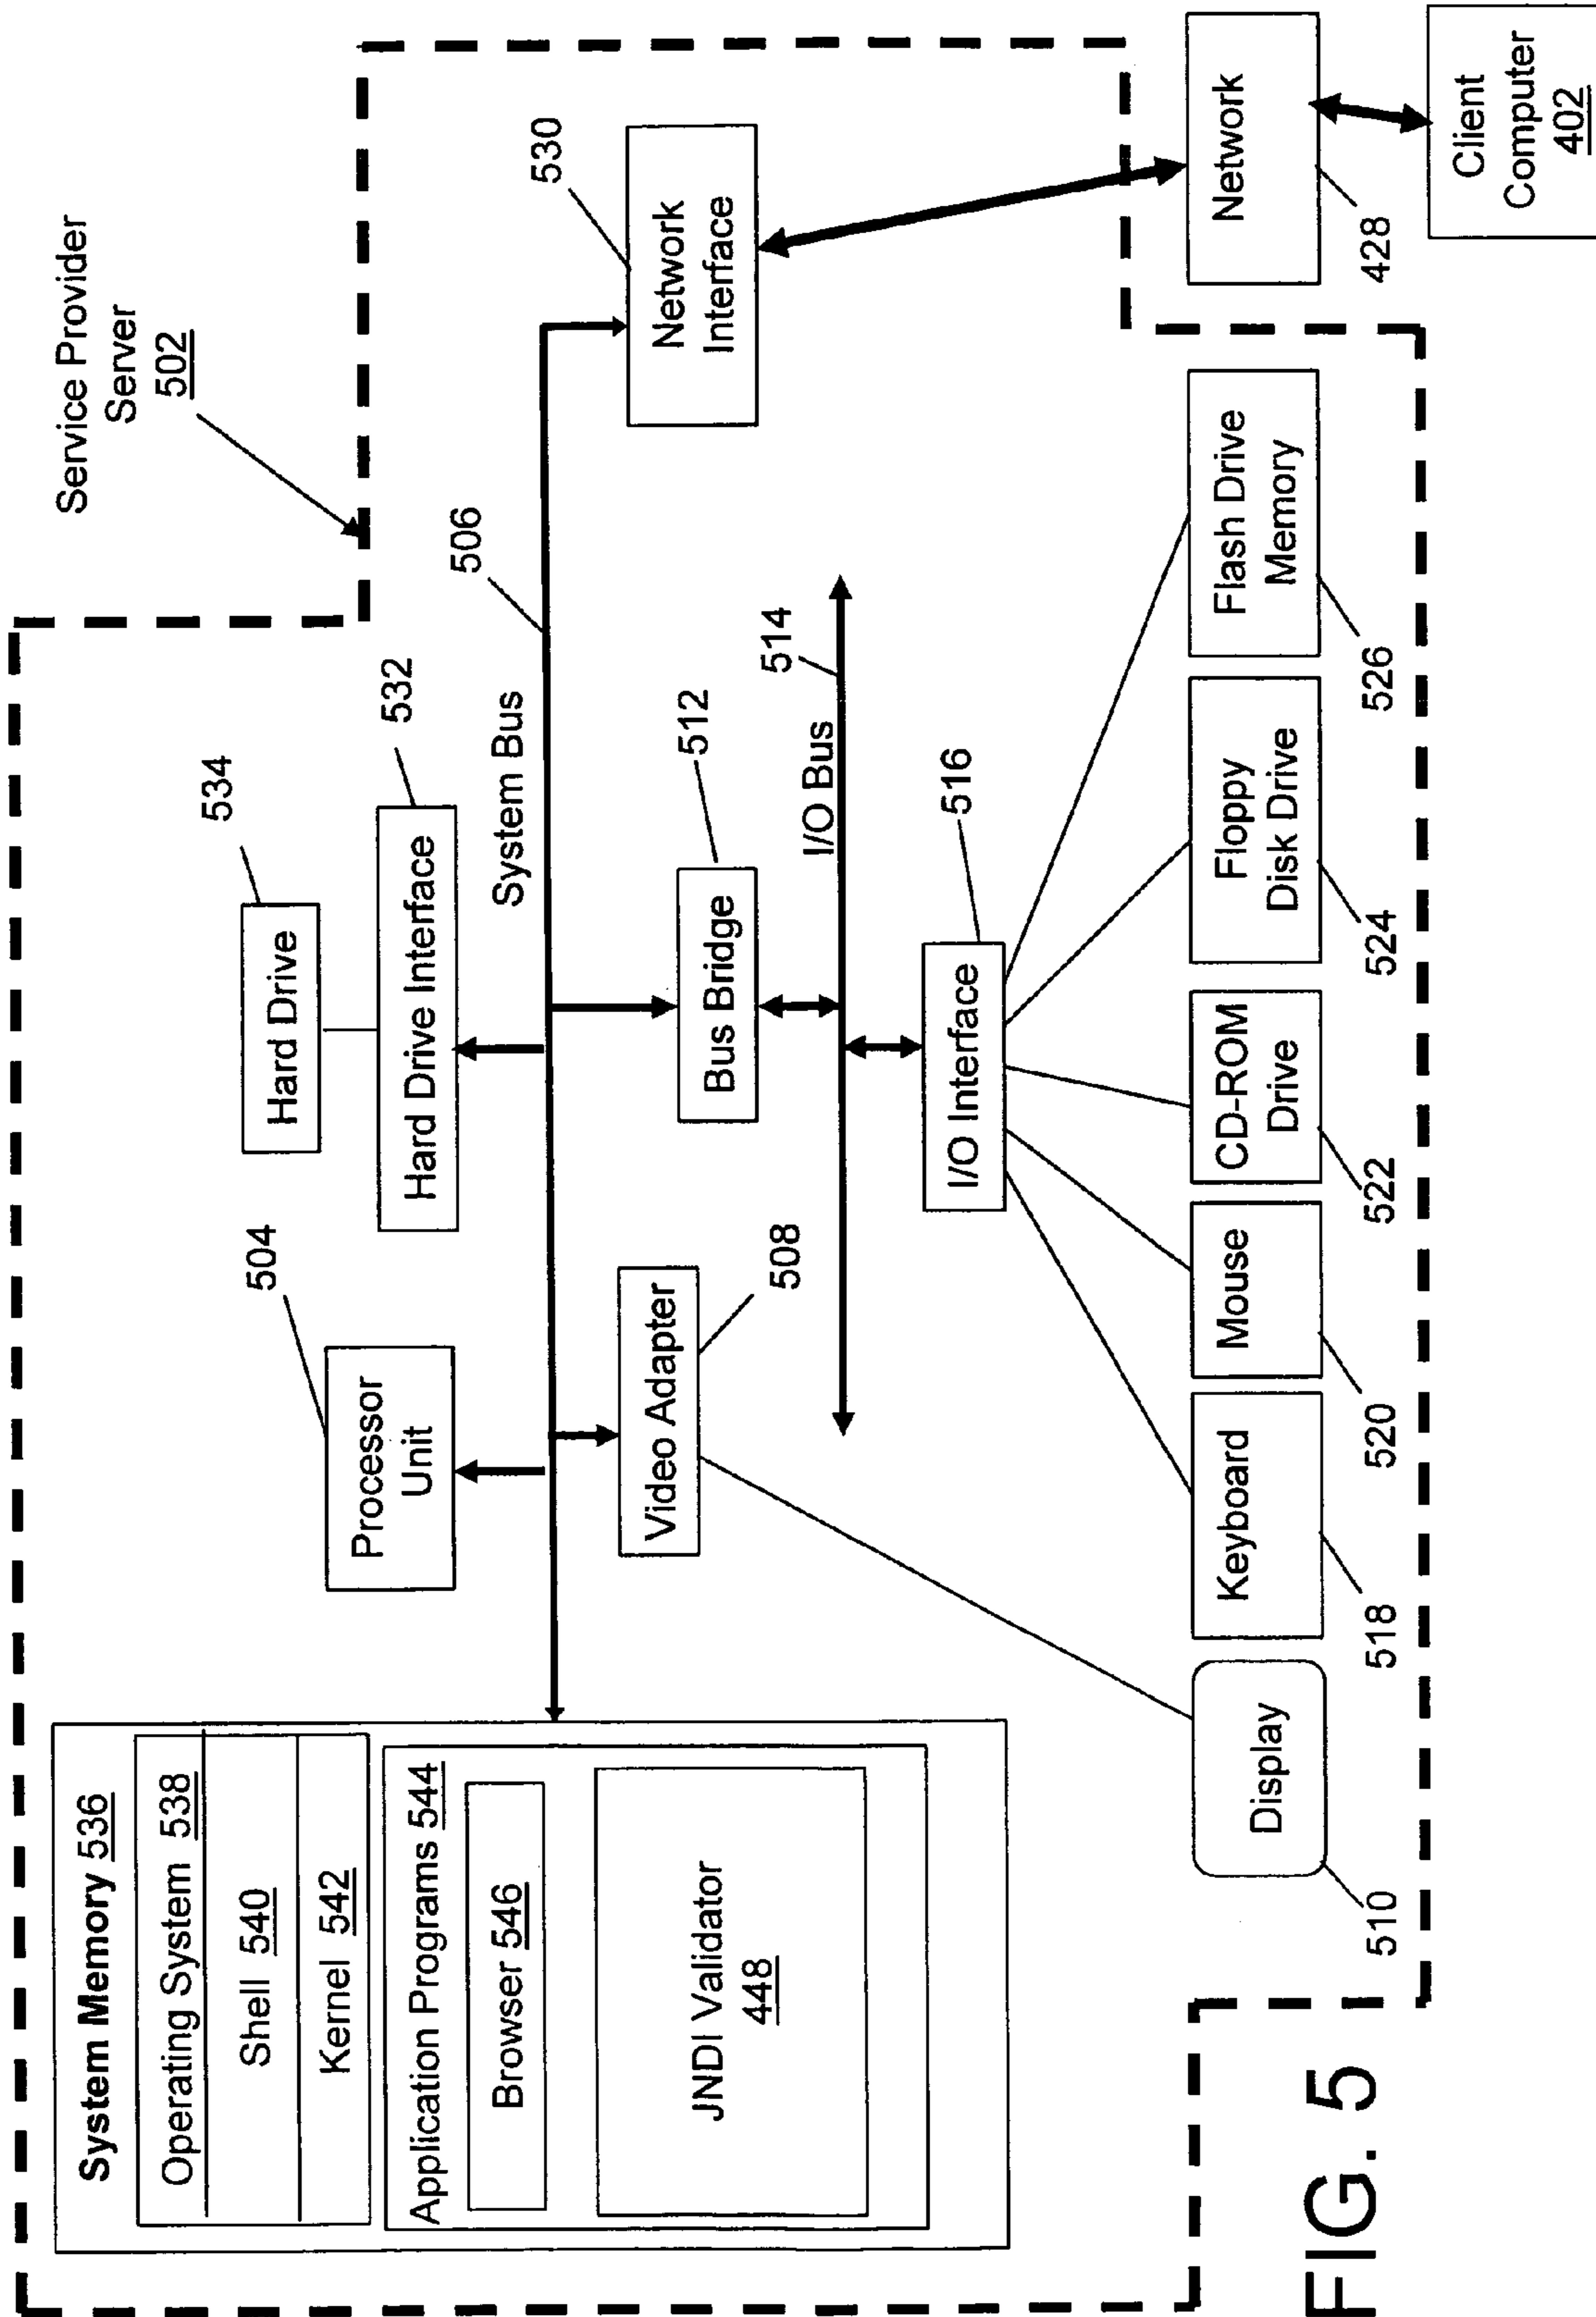 Service Provider
Server
502
System Memory 536
Operating System 538
Shell 540
Kernel 542
Application Programs 544
Browser 546
JNDI Validator
448
504
Processor
Unit
534
Hard Drive
532
Hard Drive Interface
System Bus
506
530
Network
Interface
Video Adapter
508
512
Bus Bridge
I/O Bus
514
516
I/O Interface
Display
510
Keyboard
518
Mouse
520
CD-ROM
Drive
522
Floppy
Disk Drive
524
Flash Drive
Memory
526
Network
428
Client
Computer
402
FIG. 5